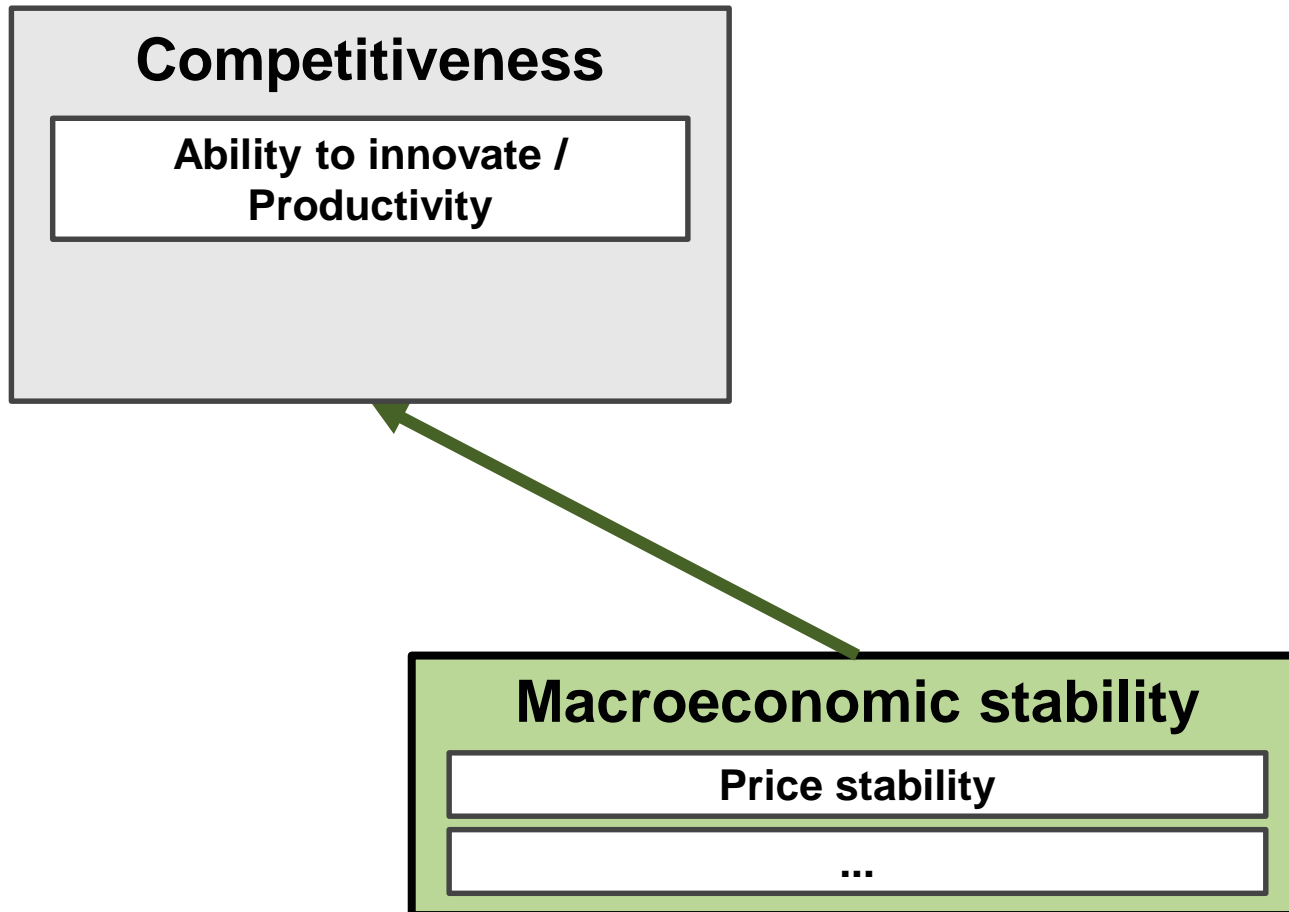 Competitiveness
Ability to innovate /
Productivity
Macroeconomic stability
Price stability
...